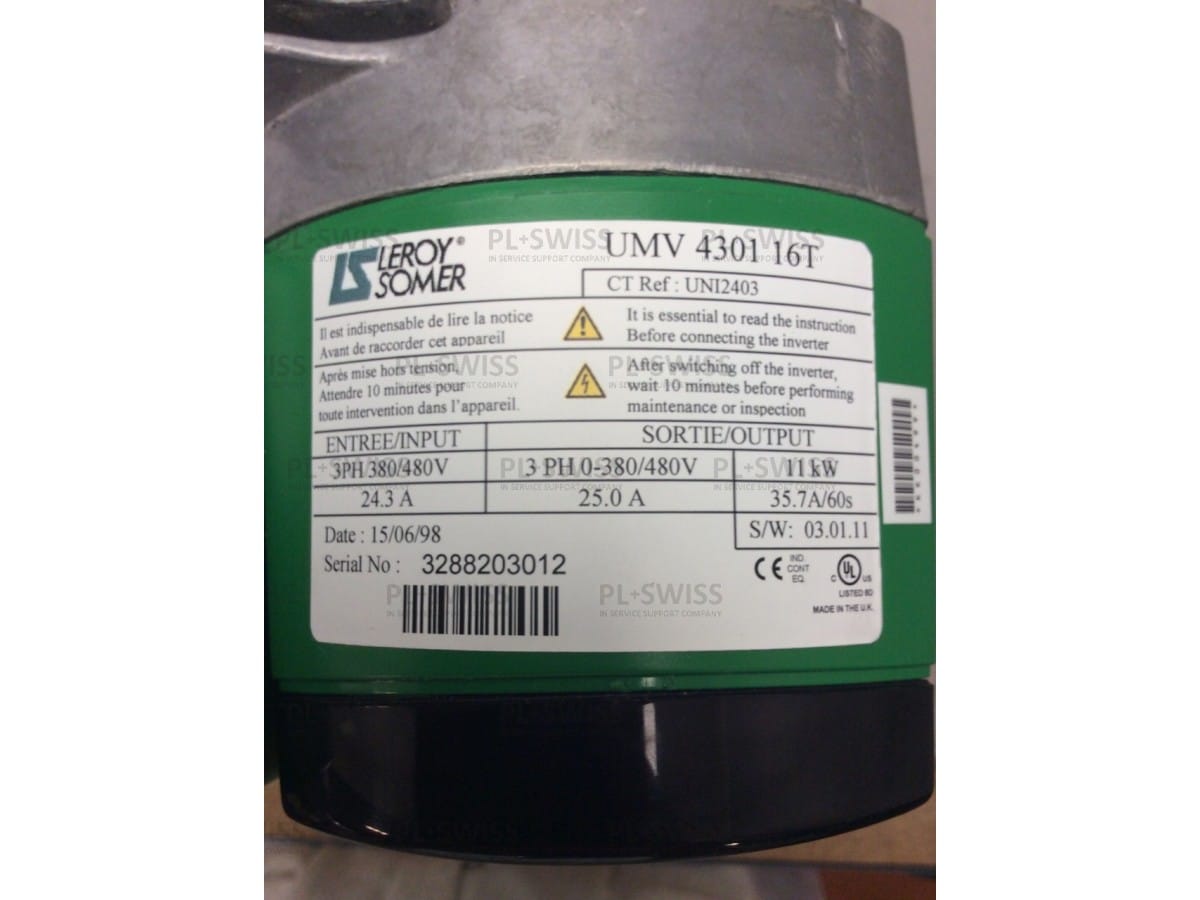 LEROY®
SOMER
UMV 4301 16T
CT Ref : UNI2403
Il est indispensable de lire la notice
Avant de raccorder cet appareil
It is essential to read the instruction
Before connecting the inverter
Après mise hors tension,
Attendre 10 minutes pour
toute intervention dans l'appareil.
After switching off the inverter,
wait 10 minutes before performing
maintenance or inspection
ENTREE/INPUT
SORTIE/OUTPUT
3PH 380/480V
3 PH 0-380/480V
11 kW
24.3 A
25.0 A
35.7A/60s
Date : 15/06/98
S/W: 03.01.11
Serial No : 3288203012
CE
IND.
CONT
EQ.
C UL US
LISTED 8D
MADE IN THE U.K.
PL+SWISS
IN SERVICE SUPPORT COMPANY